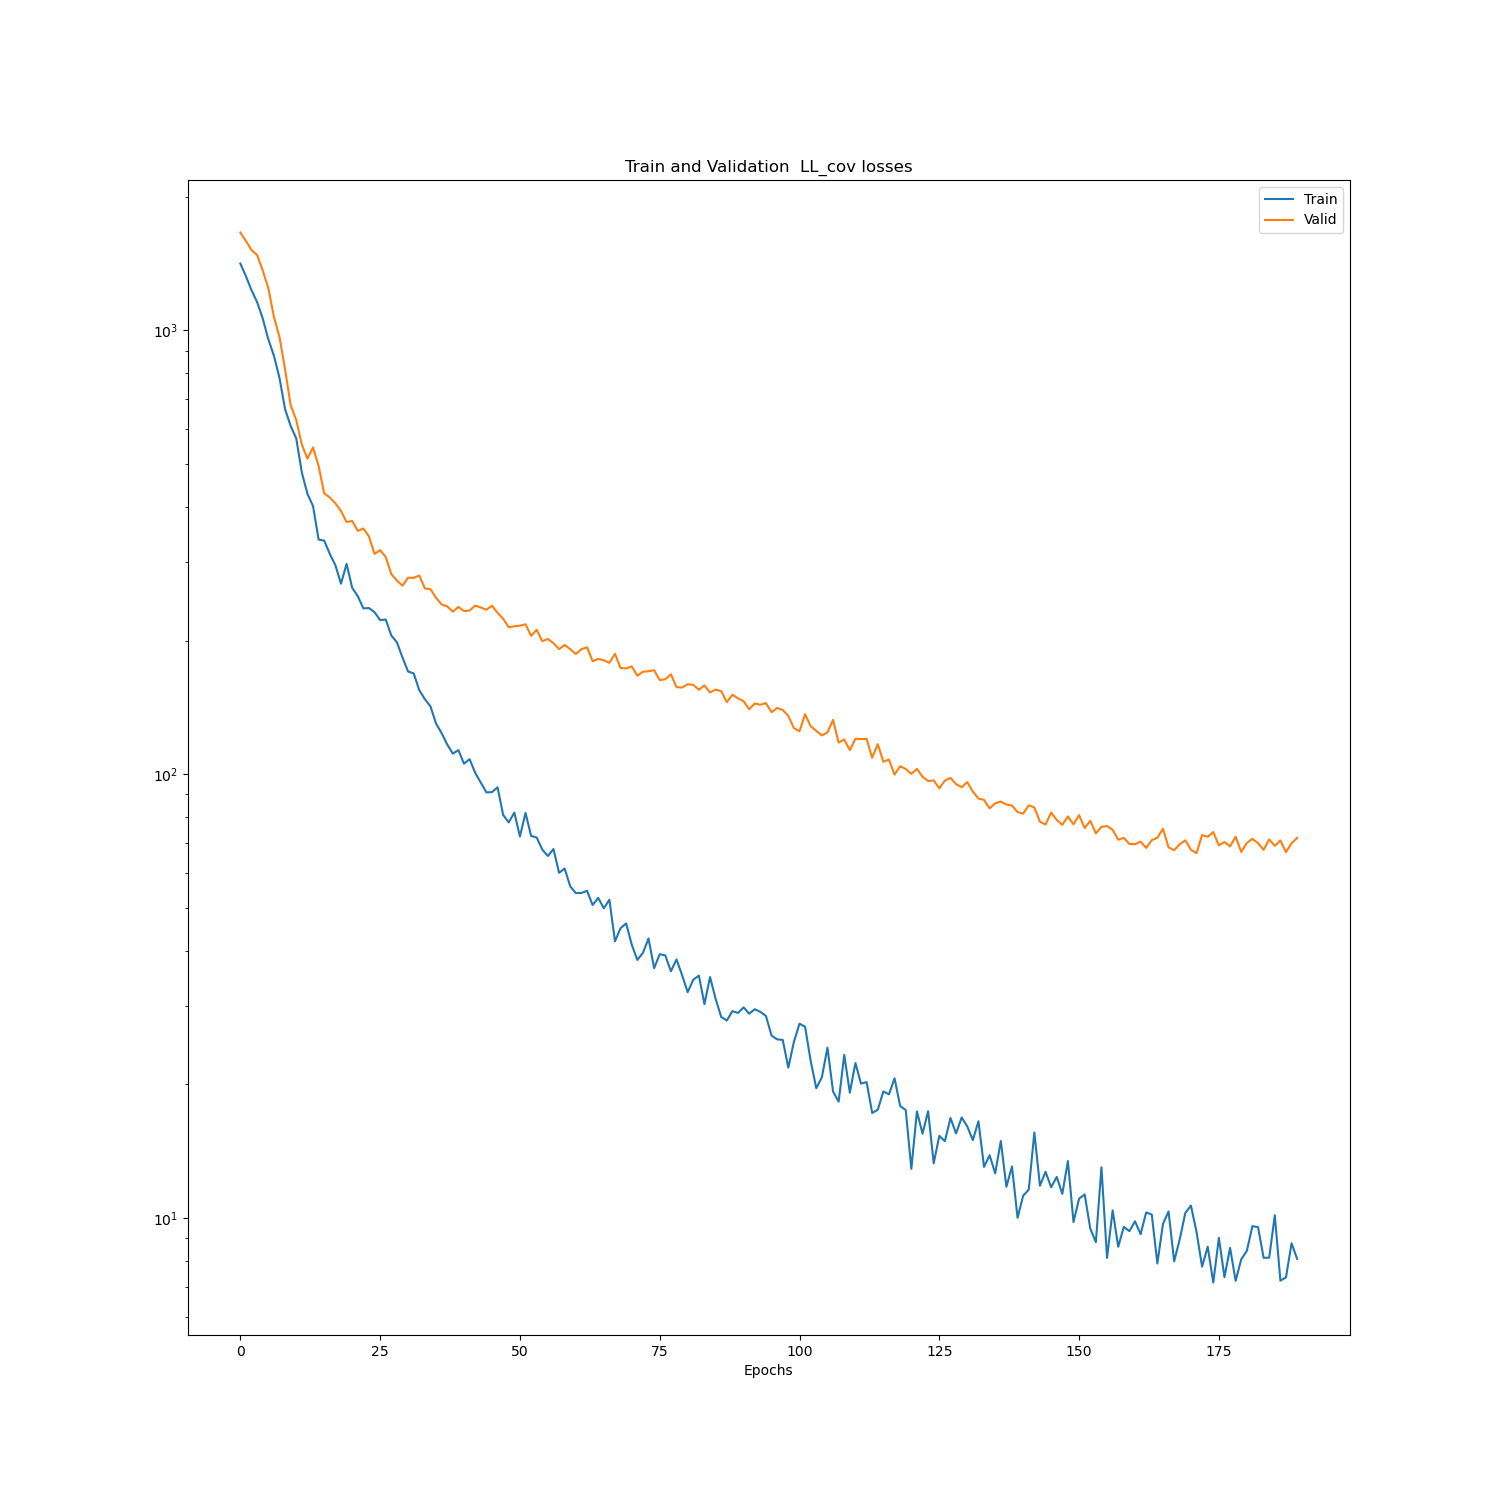 Train and Validation  LL_cov losses
Train
Valid
10³
10²
10¹
0 25 50 75 100 125 150 175
Epochs